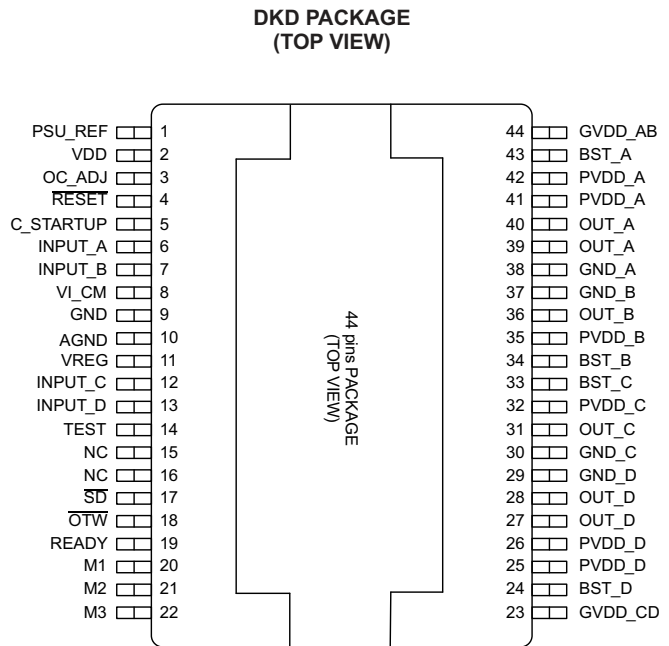 DKD PACKAGE
(TOP VIEW)
PSU_REF 1 44 GVDD_AB
VDD 2 43 BST_A
OC_ADJ 3 42 PVDD_A
RESET 4 41 PVDD_A
C_STARTUP 5 40 OUT_A
INPUT_A 6 39 OUT_A
INPUT_B 7 38 GND_A
VI_CM 8 37 GND_B
GND 9 36 OUT_B
AGND 10 35 PVDD_B
VREG 11 34 BST_B
INPUT_C 12 33 BST_C
INPUT_D 13 32 PVDD_C
TEST 14 31 OUT_C
NC 15 30 GND_C
NC 16 29 GND_D
SD 17 28 OUT_D
OTW 18 27 OUT_D
READY 19 26 PVDD_D
M1 20 25 PVDD_D
M2 21 24 BST_D
M3 22 23 GVDD_CD
44 pins PACKAGE
(TOP VIEW)